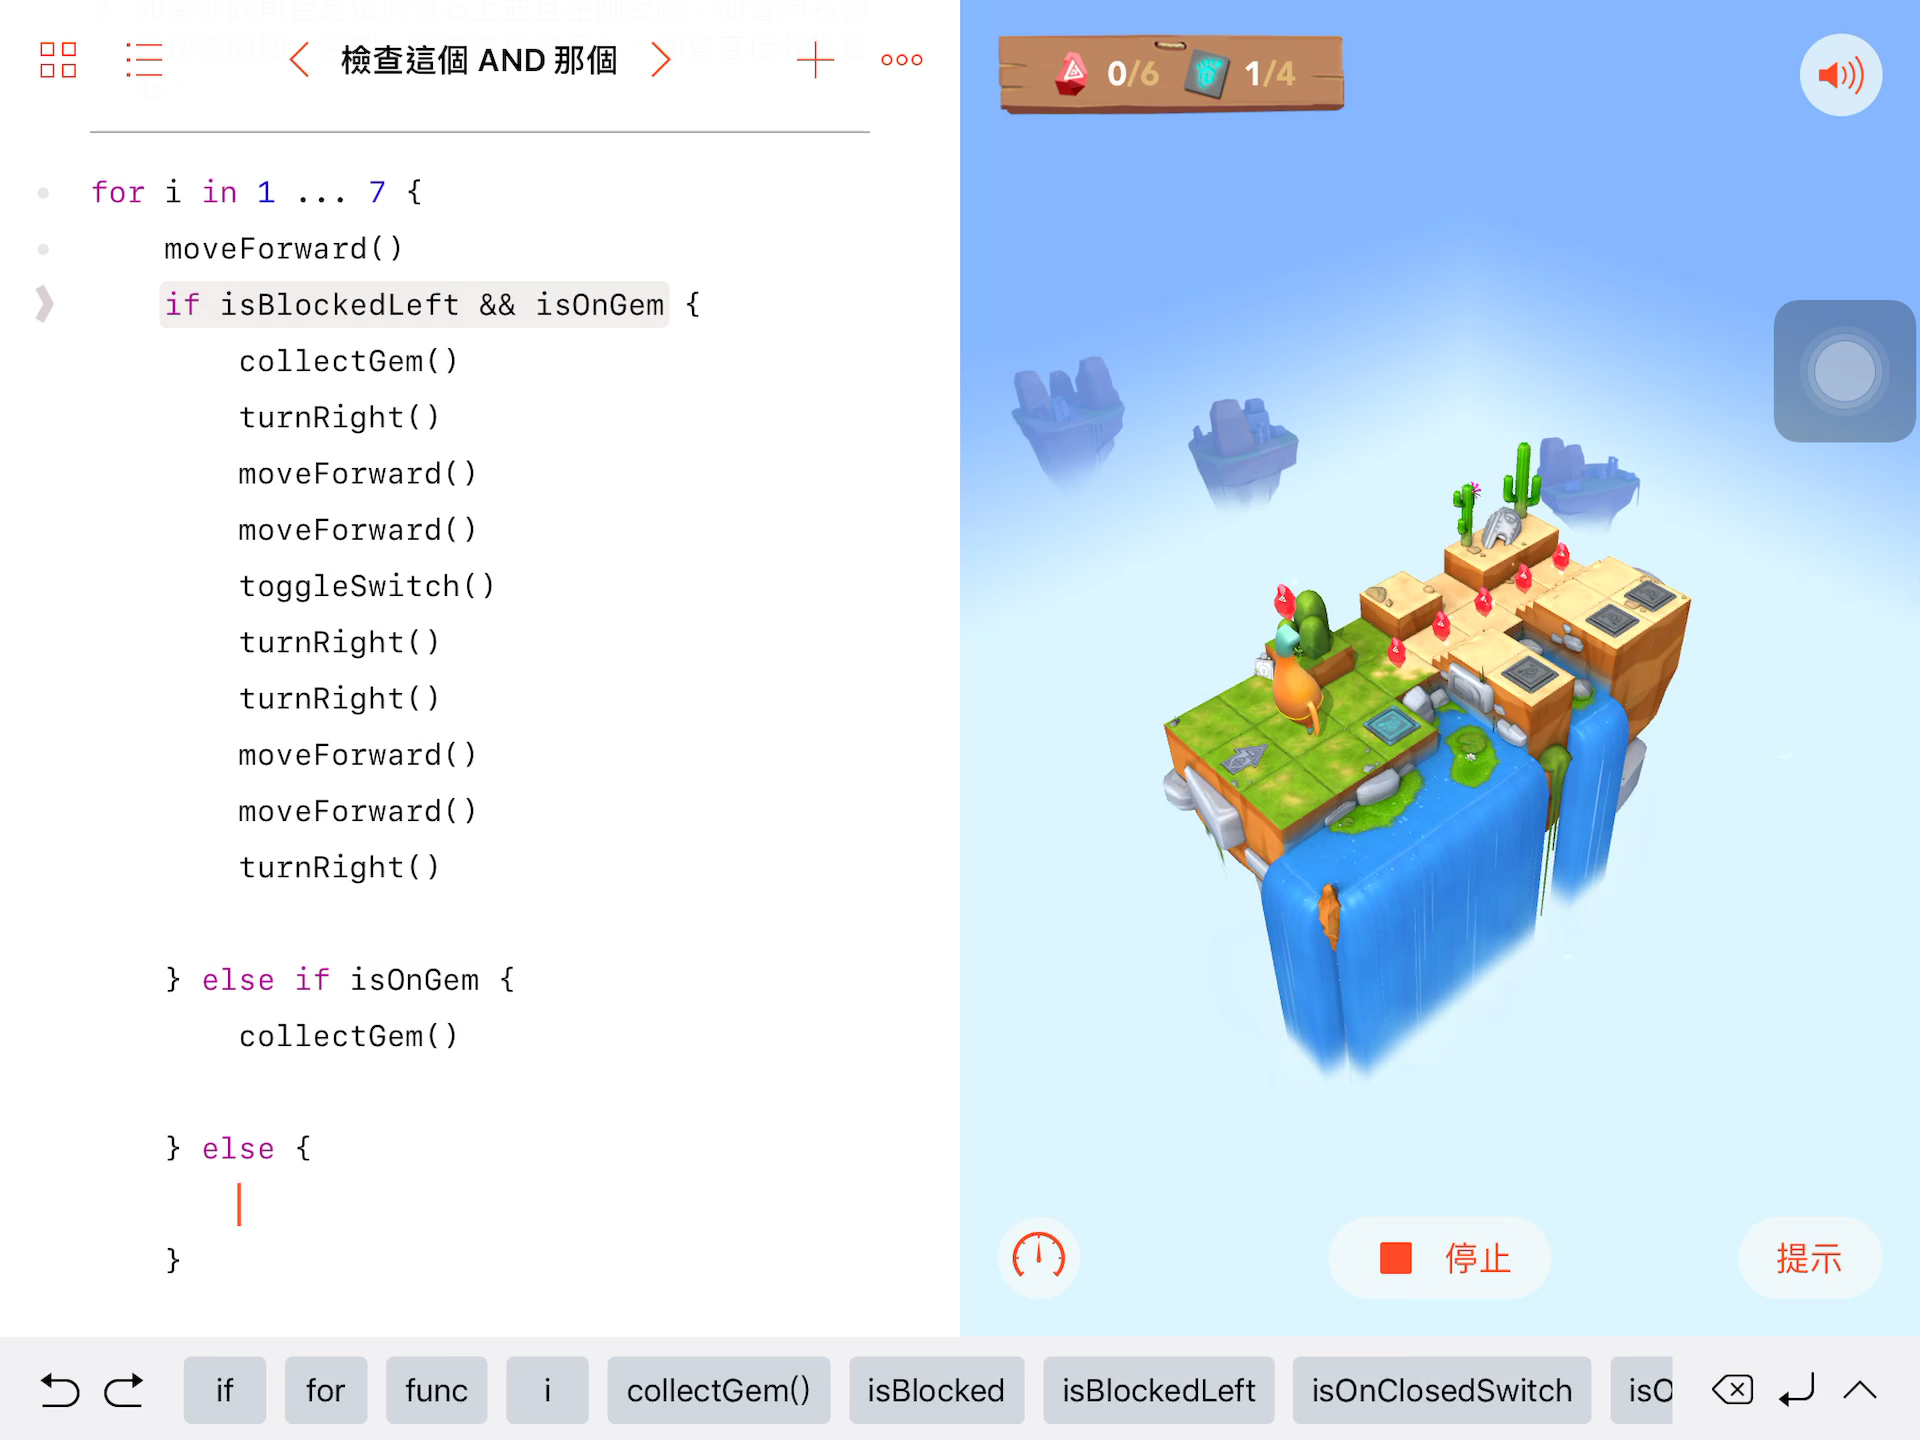 檢查這個 AND 那個
for i in 1 ... 7 {
moveForward()
if isBlockedLeft && isOnGem {
collectGem()
turnRight()
moveForward()
moveForward()
toggleSwitch()
turnRight()
turnRight()
moveForward()
moveForward()
turnRight()
} else if isOnGem {
collectGem()
} else {
}
0/6 1/4
停止
提示
if for func i collectGem() isBlocked isBlockedLeft isOnClosedSwitch